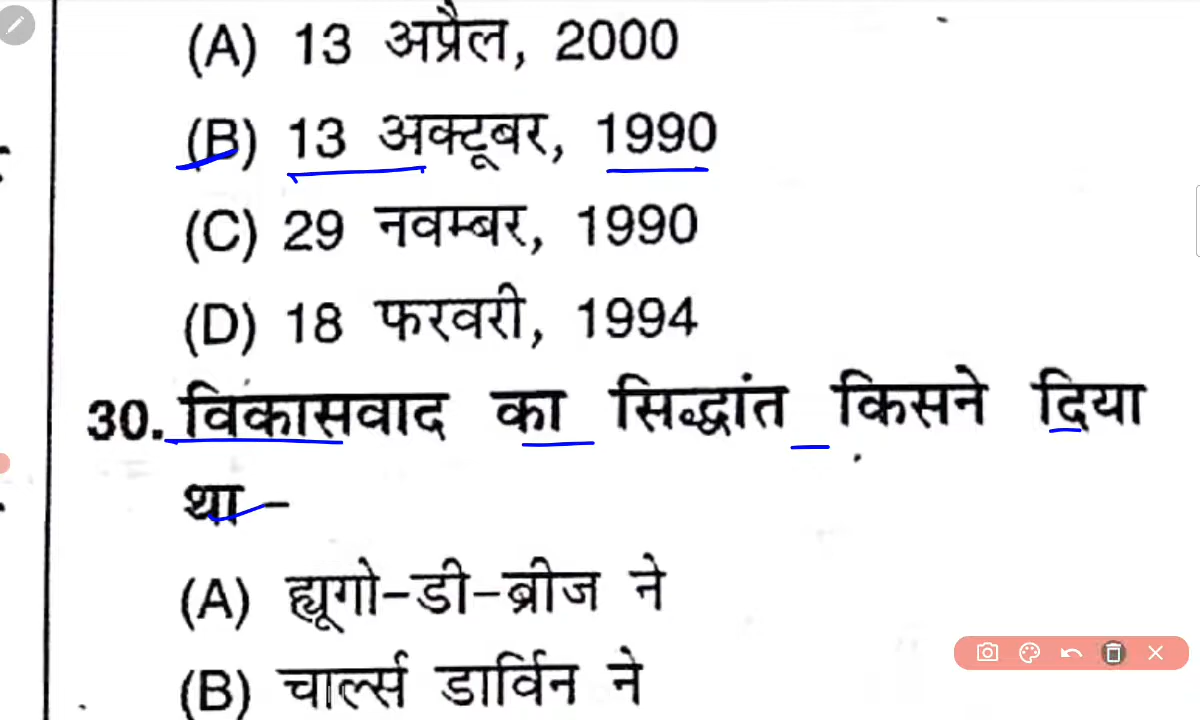 (A) 13 अप्रैल, 2000
(B) 13 अक्टूबर, 1990
(C) 29 नवम्बर, 1990
(D) 18 फरवरी, 1994
30. विकासवाद का सिद्धांत किसने दिया
था –
(A) ह्यूगो–डी–ब्रीज ने
(B) चार्ल्स डार्विन ने